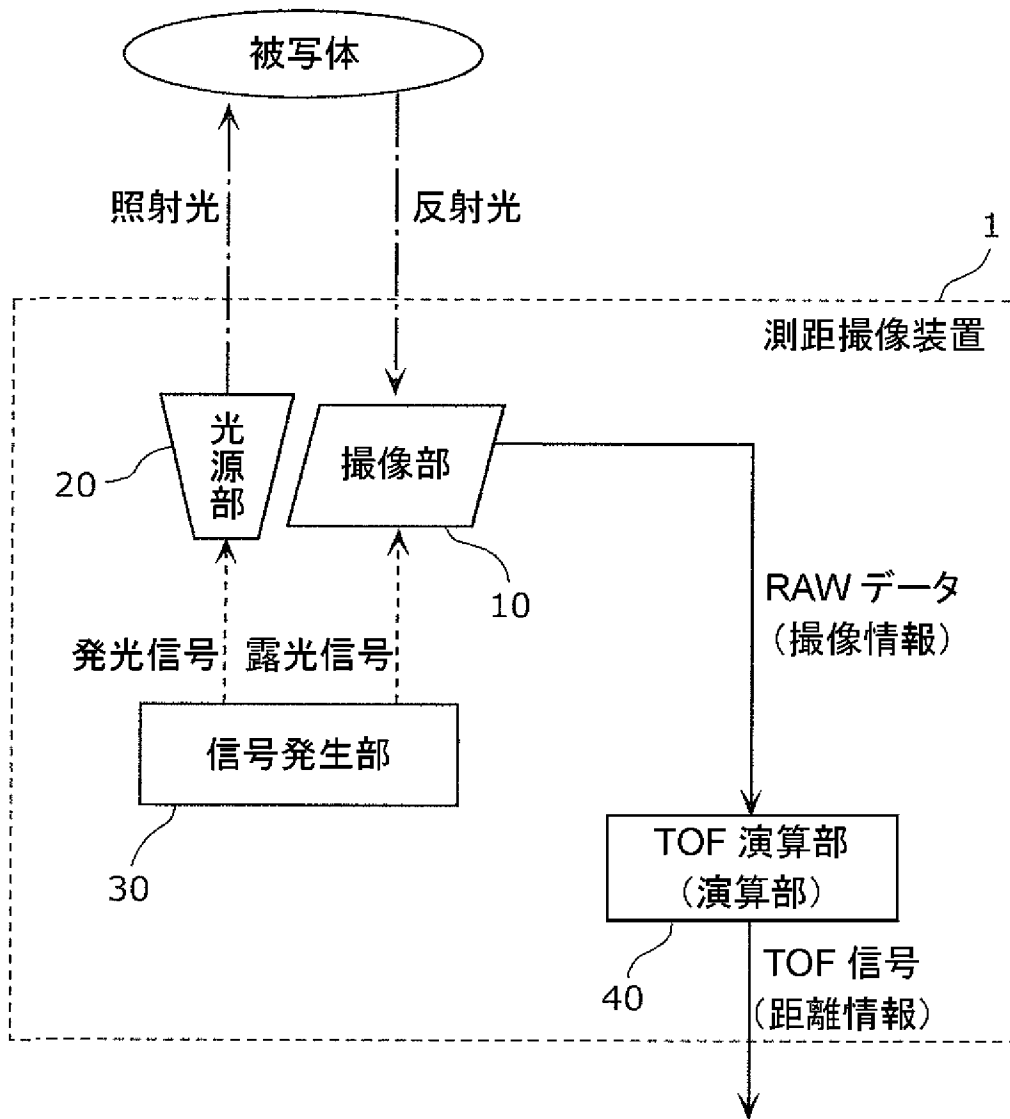 被写体
照射光
反射光
1
測距撮像装置
光源部
撮像部
20
10
RAW データ
(撮像情報)
発光信号
露光信号
信号発生部
30
TOF 演算部
(演算部)
40
TOF 信号
(距離情報)